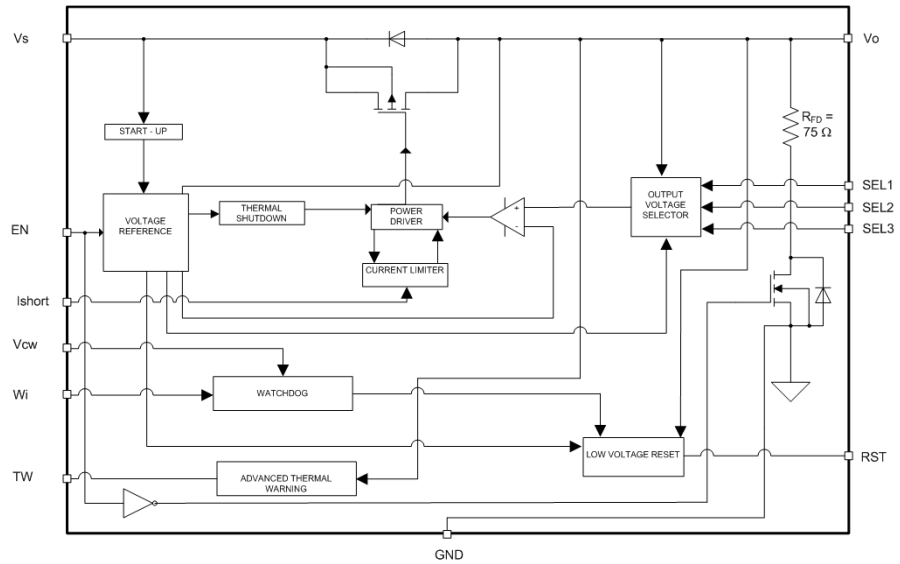 Vs
Vo
START - UP
RFD =
75 Ω
SEL1
SEL2
SEL3
EN
VOLTAGE
REFERENCE
THERMAL
SHUTDOWN
POWER
DRIVER
+
-
OUTPUT
VOLTAGE
SELECTOR
CURRENT LIMITER
Ishort
Vcw
Wi
WATCHDOG
LOW VOLTAGE RESET
RST
TW
ADVANCED THERMAL
WARNING
GND